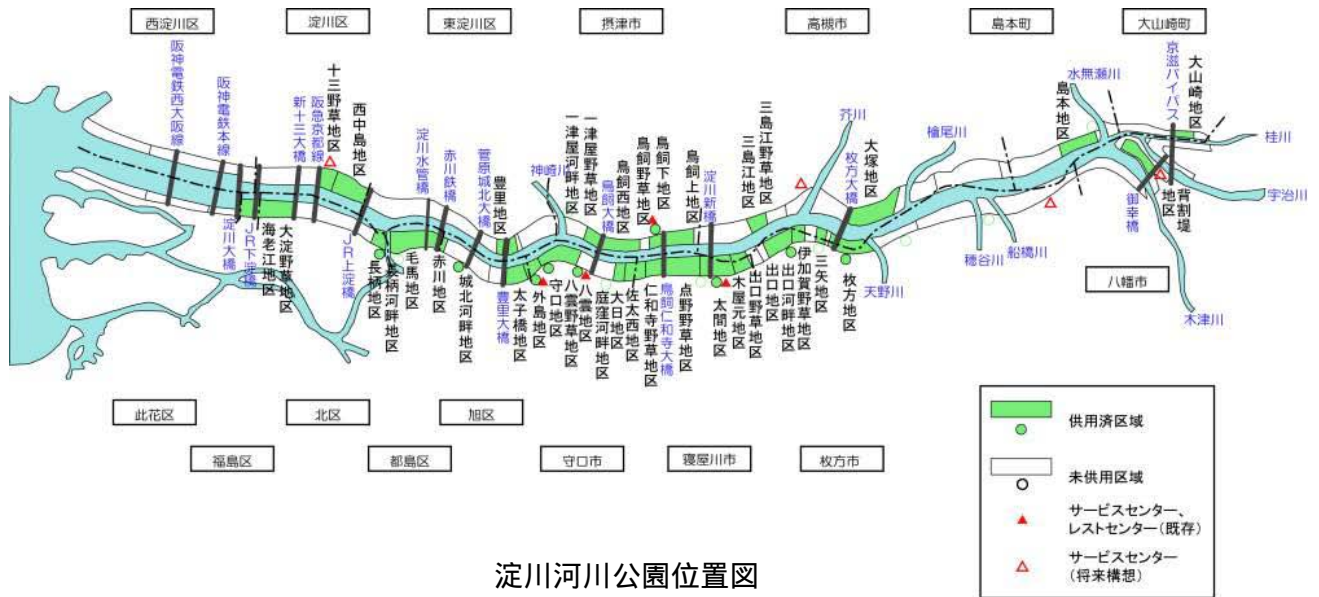 西淀川区
淀川区
東淀川区
摂津市
高槻市
島本町
大山崎町
阪神電鉄西大阪線
阪神電鉄本線
新十三大橋
阪急京都線
十三野草地区
西中島地区
淀川水管橋
赤川鉄橋
菅原城北大橋
豊里地区
神崎川
一津屋河畔地区
一津屋野草地区
鳥飼大橋
鳥飼西地区
鳥飼野草地区
鳥飼下地区
鳥飼上地区
淀川新橋
三島江地区
三島江野草地区
芥川
枚方大橋
大塚地区
檜尾川
島本地区
水無瀬川
京滋バイパス
大山崎地区
桂川
宇治川
背割堤
地区
御幸橋
木津川
淀川大橋
JR下淀橋
海老江地区
大淀野草地区
JR上淀橋
長柄地区
長柄河畔地区
毛馬地区
赤川地区
城北河畔地区
豊里大橋
太子橋地区
外島地区
守口地区
八雲野草地区
八雲地区
庭窪河畔地区
大日地区
佐太西地区
仁和寺野草地区
鳥飼仁和寺大橋
点野野草地区
太間地区
木屋元地区
出口野草地区
出口地区
出口河畔地区
伊加賀野草地区
三矢地区
枚方地区
天野川
穂谷川
船橋川
八幡市
此花区
北区
旭区
福島区
都島区
守口市
寝屋川市
枚方市
供用済区域
未供用区域
サービスセンター、
レストセンター(既存)
サービスセンター
(将来構想)
淀川河川公園位置図